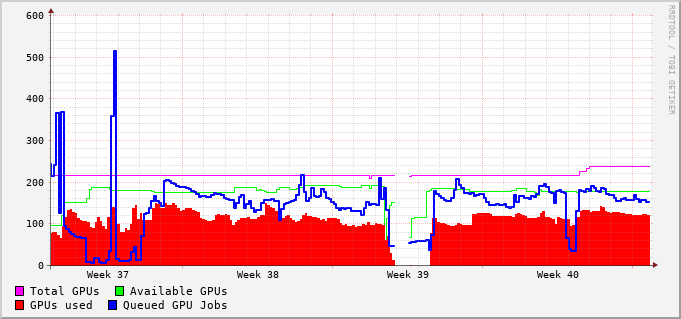 600
500
400
300
200
100
0
Week 37 Week 38 Week 39 Week 40
Total GPUs Available GPUs
GPUs used Queued GPU Jobs
RRDTOOL / TOBI OETIKER